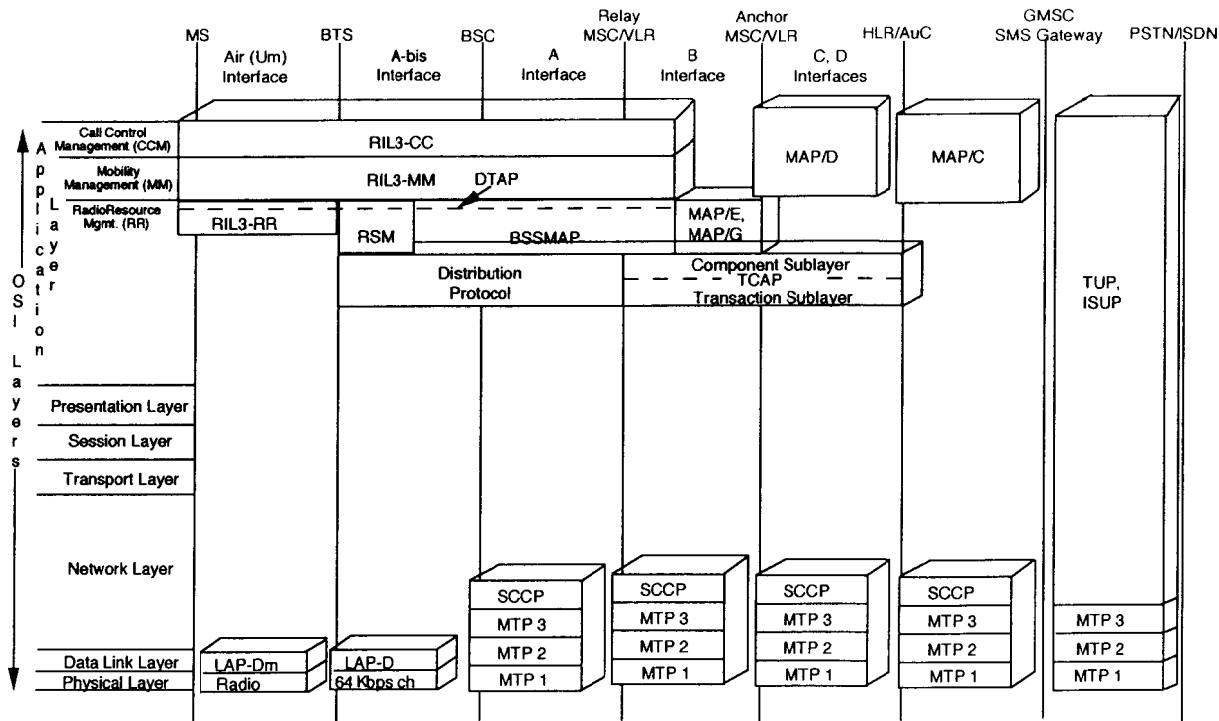 MS
BTS
BSC
Relay
MSC/VLR
Anchor
MSC/VLR
HLR/AuC
GMSC
SMS Gateway
PSTN/ISDN
Air (Um)
Interface
A-bis
Interface
A
Interface
B
Interface
C, D
Interfaces
OSI Layers
Application
Layer
Call Control
Management (CCM)
Mobility
Management (MM)
RadioResource
Mgmt. (RR)
RIL3-CC
RIL3-MM
DTAP
RIL3-RR
RSM
BSSMAP
MAP/E,
MAP/G
MAP/D
MAP/C
Distribution
Protocol
Component Sublayer
TCAP
Transaction Sublayer
TUP,
ISUP
Presentation Layer
Session Layer
Transport Layer
Network Layer
Data Link Layer
Physical Layer
LAP-Dm
Radio
LAP-D
64 Kbps ch
SCCP
MTP 3
MTP 2
MTP 1
SCCP
MTP 3
MTP 2
MTP 1
SCCP
MTP 3
MTP 2
MTP 1
SCCP
MTP 3
MTP 2
MTP 1
MTP 3
MTP 2
MTP 1